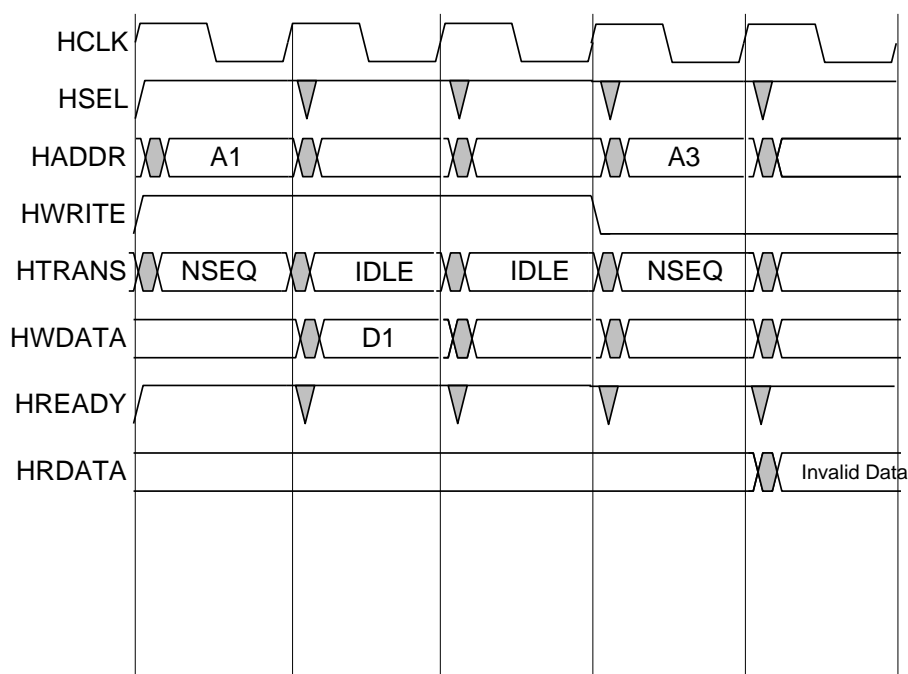 HCLK
HSEL
HADDR A1 A3
HWRITE
HTRANS NSEQ IDLE IDLE NSEQ
HWDATA D1
HREADY
HRDATA Invalid Data